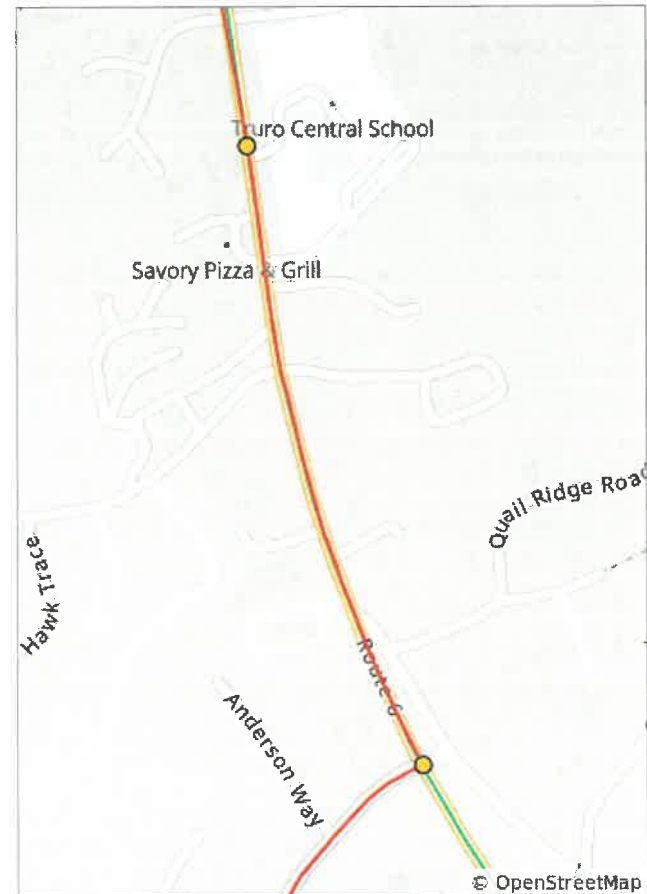 Truro Central School
Savory Pizza & Grill
Quail Ridge Road
Hawk Trace
Route 6
Anderson Way
© OpenStreetMap